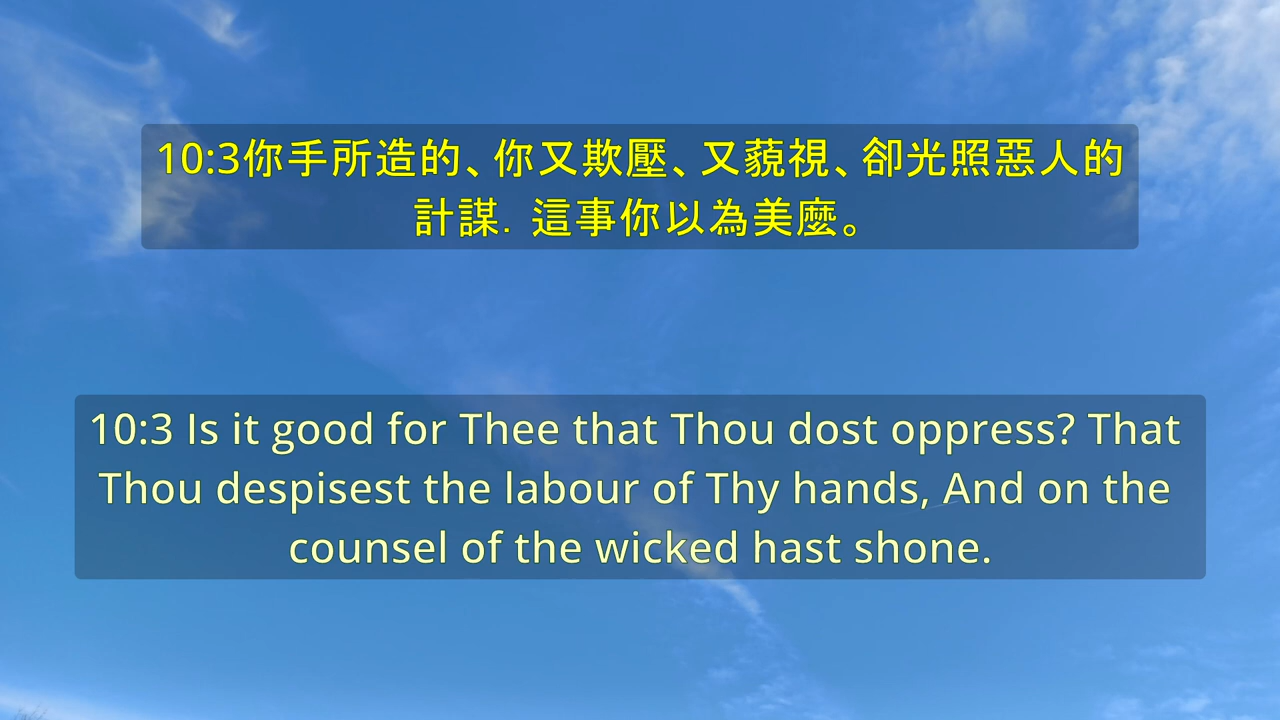 10:3你手所造的、你又欺壓、又藐視、卻光照惡人的
計謀. 這事你以為美麼。
10:3 Is it good for Thee that Thou dost oppress? That
Thou despisest the labour of Thy hands, And on the
counsel of the wicked hast shone.